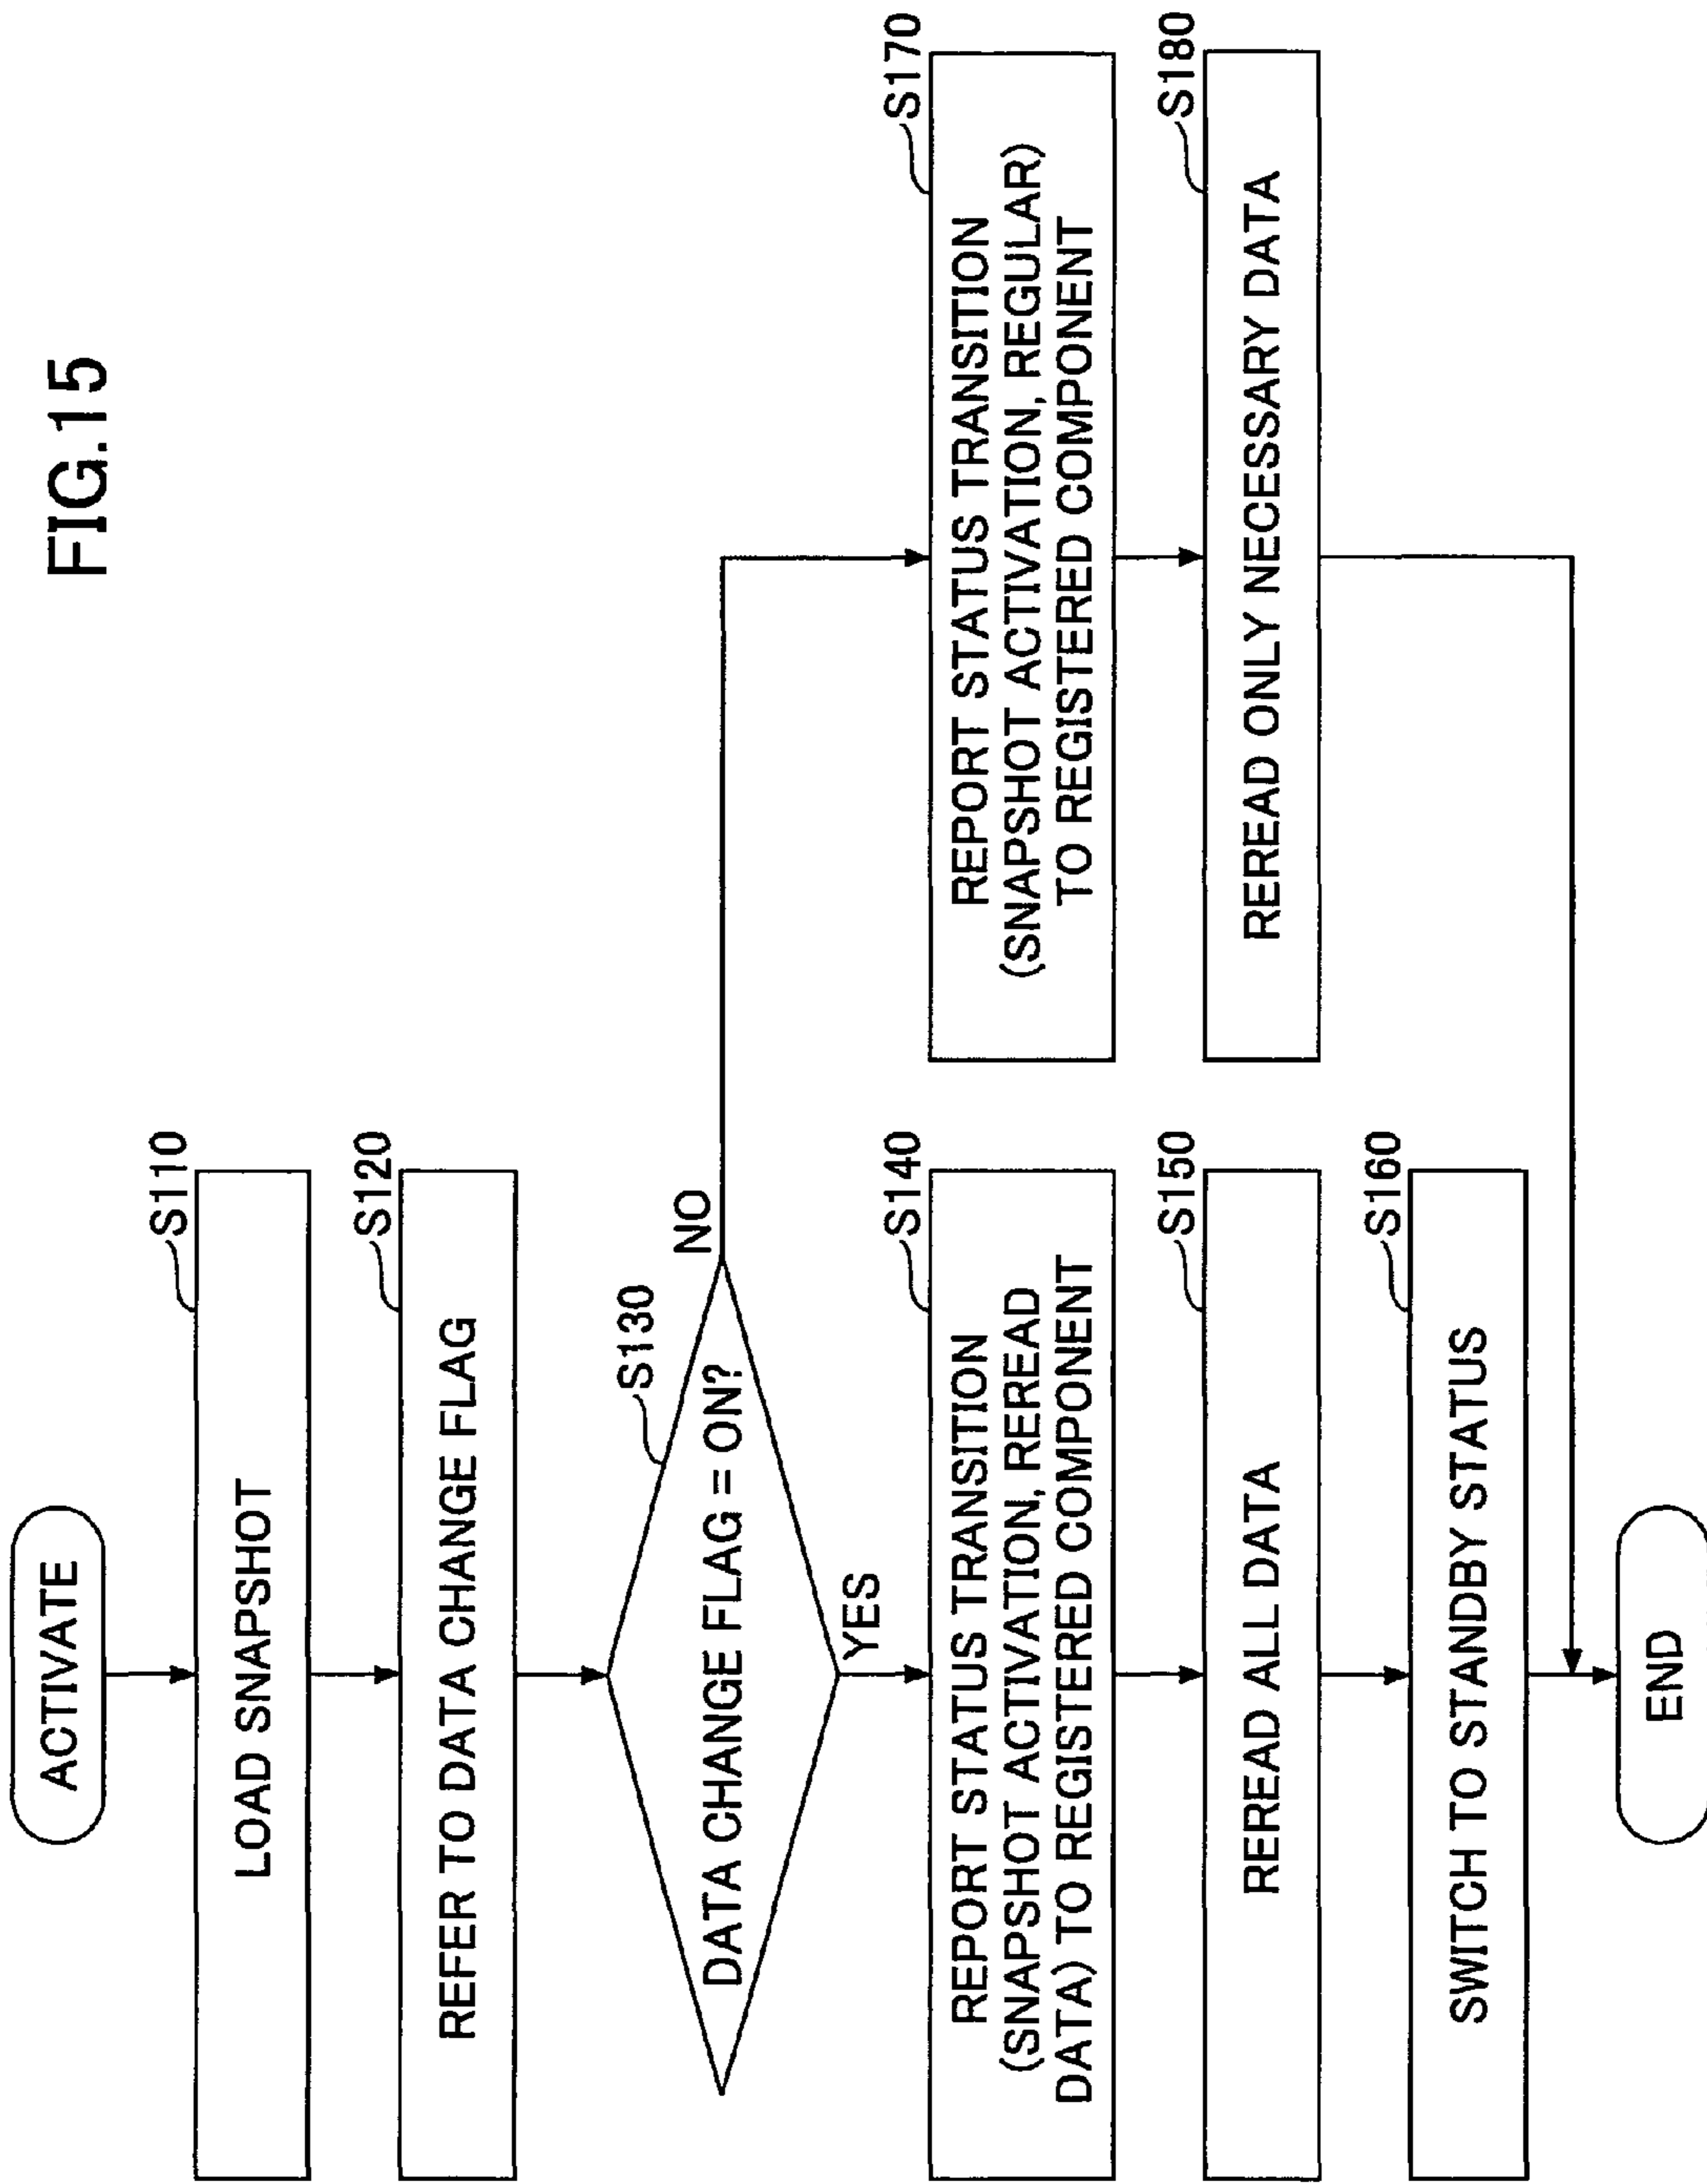 FIG.15
ACTIVATE
S110
LOAD SNAPSHOT
S120
REFER TO DATA CHANGE FLAG
S130
DATA CHANGE FLAG = ON?
NO
YES
S140
REPORT STATUS TRANSITION
(SNAPSHOT ACTIVATION, REREAD
DATA) TO REGISTERED COMPONENT
S150
REREAD ALL DATA
S160
SWITCH TO STANDBY STATUS
S170
REPORT STATUS TRANSITION
(SNAPSHOT ACTIVATION, REGULAR)
TO REGISTERED COMPONENT
S180
REREAD ONLY NECESSARY DATA
END